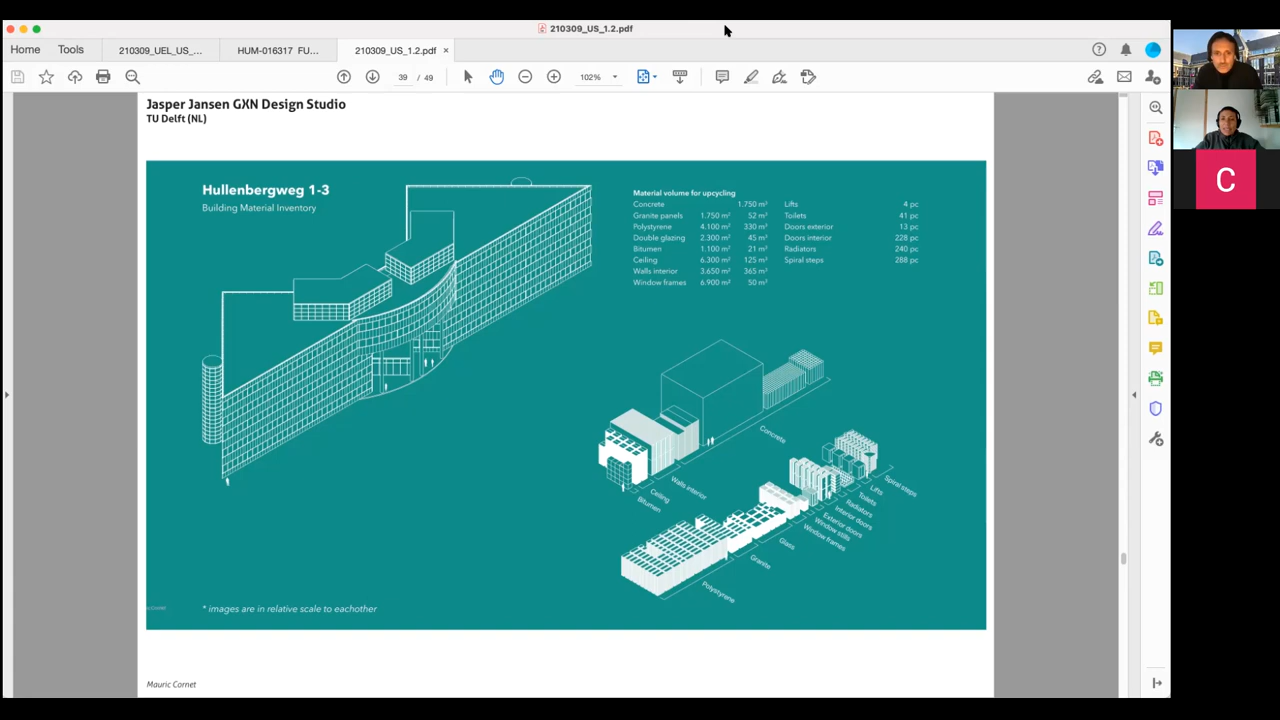 210309_US_1.2.pdf
Home
Tools
210309_UEL_US_...
HUM-016317 FU...
210309_US_1.2.pdf ×
39 / 49
102%
Jasper Jansen GXN Design Studio
TU Delft (NL)
Hullenbergweg 1-3
Building Material Inventory
Material volume for upcycling
Concrete 1.750 m³
Granite panels 1.750 m² 52 m³
Polystyrene 4.100 m² 330 m³
Double glazing 2.300 m² 45 m³
Bitumen 1.100 m² 21 m³
Ceiling 6.300 m² 125 m³
Walls interior 3.650 m² 365 m³
Window frames 6.900 m² 50 m³
Lifts 4 pc
Toilets 41 pc
Doors exterior 13 pc
Doors interior 228 pc
Radiators 240 pc
Spiral steps 288 pc
Concrete
Walls interior
Ceiling
Bitumen
Spiral steps
Lifts
Toilets
Radiators
Interior doors
Exterior doors
Window stills
Window frames
Glass
Granite
Polystyrene
* images are in relative scale to eachother
Mauric Cornet
C